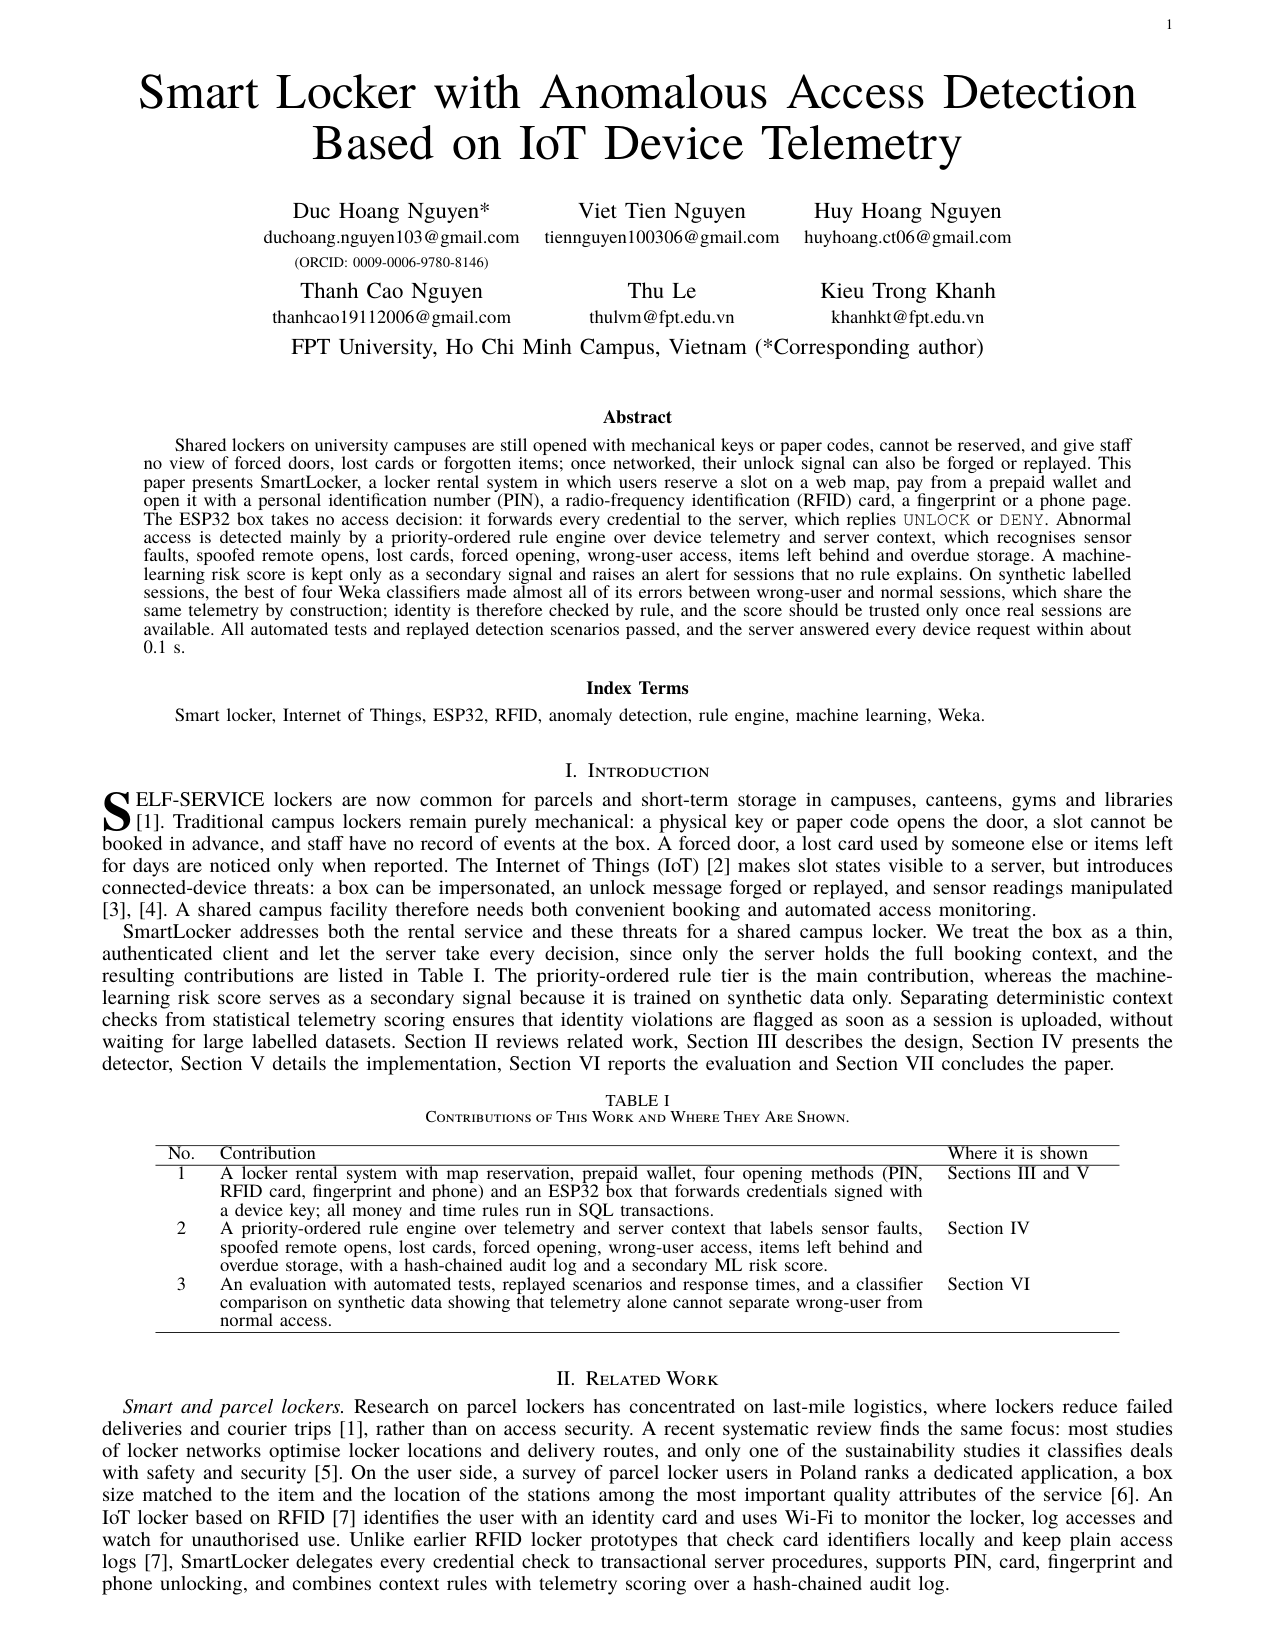 1
Smart Locker with Anomalous Access Detection
Based on IoT Device Telemetry
Duc Hoang Nguyen*
duchoang.nguyen103@gmail.com
(ORCID: 0009-0006-9780-8146)
Viet Tien Nguyen
tiennguyen100306@gmail.com
Huy Hoang Nguyen
huyhoang.ct06@gmail.com
Thanh Cao Nguyen
thanhcao19112006@gmail.com
Thu Le
thulvm@fpt.edu.vn
Kieu Trong Khanh
khanhkt@fpt.edu.vn
FPT University, Ho Chi Minh Campus, Vietnam (*Corresponding author)
Abstract
Shared lockers on university campuses are still opened with mechanical keys or paper codes, cannot be reserved, and give staff
no view of forced doors, lost cards or forgotten items; once networked, their unlock signal can also be forged or replayed. This
paper presents SmartLocker, a locker rental system in which users reserve a slot on a web map, pay from a prepaid wallet and
open it with a personal identification number (PIN), a radio-frequency identification (RFID) card, a fingerprint or a phone page.
The ESP32 box takes no access decision: it forwards every credential to the server, which replies UNLOCK or DENY. Abnormal
access is detected mainly by a priority-ordered rule engine over device telemetry and server context, which recognises sensor
faults, spoofed remote opens, lost cards, forced opening, wrong-user access, items left behind and overdue storage. A machine-
learning risk score is kept only as a secondary signal and raises an alert for sessions that no rule explains. On synthetic labelled
sessions, the best of four Weka classifiers made almost all of its errors between wrong-user and normal sessions, which share the
same telemetry by construction; identity is therefore checked by rule, and the score should be trusted only once real sessions are
available. All automated tests and replayed detection scenarios passed, and the server answered every device request within about
0.1 s.
Index Terms
Smart locker, Internet of Things, ESP32, RFID, anomaly detection, rule engine, machine learning, Weka.
I. Introduction
SELF-SERVICE lockers are now common for parcels and short-term storage in campuses, canteens, gyms and libraries
[1]. Traditional campus lockers remain purely mechanical: a physical key or paper code opens the door, a slot cannot be
booked in advance, and staff have no record of events at the box. A forced door, a lost card used by someone else or items left
for days are noticed only when reported. The Internet of Things (IoT) [2] makes slot states visible to a server, but introduces
connected-device threats: a box can be impersonated, an unlock message forged or replayed, and sensor readings manipulated
[3], [4]. A shared campus facility therefore needs both convenient booking and automated access monitoring.
SmartLocker addresses both the rental service and these threats for a shared campus locker. We treat the box as a thin,
authenticated client and let the server take every decision, since only the server holds the full booking context, and the
resulting contributions are listed in Table I. The priority-ordered rule tier is the main contribution, whereas the machine-
learning risk score serves as a secondary signal because it is trained on synthetic data only. Separating deterministic context
checks from statistical telemetry scoring ensures that identity violations are flagged as soon as a session is uploaded, without
waiting for large labelled datasets. Section II reviews related work, Section III describes the design, Section IV presents the
detector, Section V details the implementation, Section VI reports the evaluation and Section VII concludes the paper.
TABLE I
Contributions of This Work and Where They Are Shown.
No. Contribution Where it is shown
1 A locker rental system with map reservation, prepaid wallet, four opening methods (PIN, Sections III and V
RFID card, fingerprint and phone) and an ESP32 box that forwards credentials signed with
a device key; all money and time rules run in SQL transactions.
2 A priority-ordered rule engine over telemetry and server context that labels sensor faults, Section IV
spoofed remote opens, lost cards, forced opening, wrong-user access, items left behind and
overdue storage, with a hash-chained audit log and a secondary ML risk score.
3 An evaluation with automated tests, replayed scenarios and response times, and a classifier Section VI
comparison on synthetic data showing that telemetry alone cannot separate wrong-user from
normal access.
II. Related Work
Smart and parcel lockers. Research on parcel lockers has concentrated on last-mile logistics, where lockers reduce failed
deliveries and courier trips [1], rather than on access security. A recent systematic review finds the same focus: most studies
of locker networks optimise locker locations and delivery routes, and only one of the sustainability studies it classifies deals
with safety and security [5]. On the user side, a survey of parcel locker users in Poland ranks a dedicated application, a box
size matched to the item and the location of the stations among the most important quality attributes of the service [6]. An
IoT locker based on RFID [7] identifies the user with an identity card and uses Wi-Fi to monitor the locker, log accesses and
watch for unauthorised use. Unlike earlier RFID locker prototypes that check card identifiers locally and keep plain access
logs [7], SmartLocker delegates every credential check to transactional server procedures, supports PIN, card, fingerprint and
phone unlocking, and combines context rules with telemetry scoring over a hash-chained audit log.